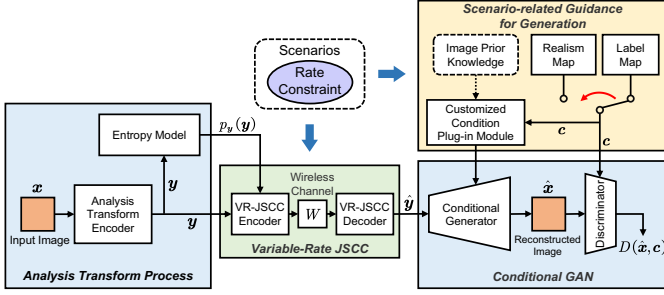 Scenario-related Guidance
for Generation
Scenarios
Rate
Constraint
Image Prior
Knowledge
Realism
Map
Label
Map
Customized
Condition
Plug-in Module
c
c
Entropy Model
p_y(y)
y
x
Input Image
Analysis
Transform
Encoder
y
Analysis Transform Process
Wireless
Channel
VR-JSCC
Encoder
W
VR-JSCC
Decoder
Variable-Rate JSCC
ŷ
Conditional
Generator
x̂
Reconstructed
Image
Discriminator
D(x̂, c)
Conditional GAN